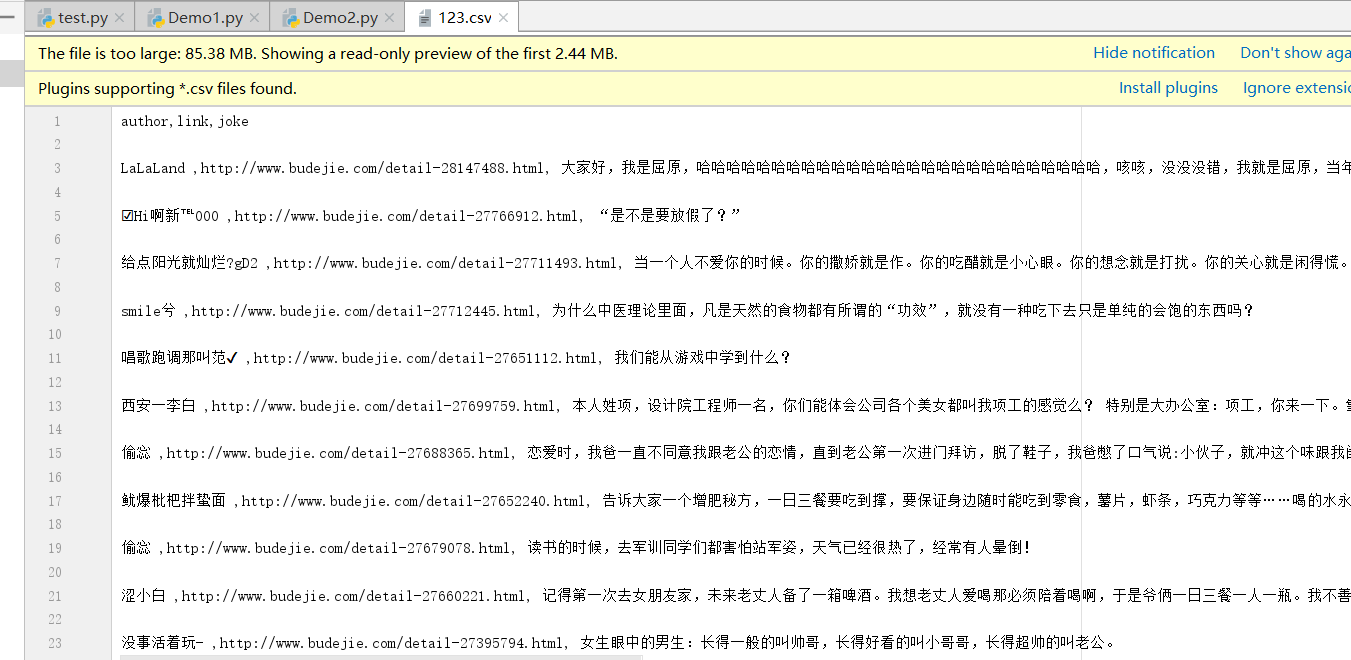 test.py Demo1.py Demo2.py 123.csv
The file is too large: 85.38 MB. Showing a read-only preview of the first 2.44 MB. Hide notification Don't show aga
Plugins supporting *.csv files found. Install plugins Ignore extensio
1 author,link,joke
2
3 LaLaLand ,http://www.budejie.com/detail-28147488.html, 大家好，我是屈原，哈哈哈哈哈哈哈哈哈哈哈哈哈哈哈哈哈哈哈哈哈哈哈哈哈哈哈，咳咳，没没没错，我就是屈原，当年
4
5 ☑Hi啊新℡000 ,http://www.budejie.com/detail-27766912.html, “是不是要放假了？”
6
7 给点阳光就灿烂?gD2 ,http://www.budejie.com/detail-27711493.html, 当一个人不爱你的时候。你的撒娇就是作。你的吃醋就是小心眼。你的想念就是打扰。你的关心就是闲得慌。
8
9 smile兮 ,http://www.budejie.com/detail-27712445.html, 为什么中医理论里面，凡是天然的食物都有所谓的“功效”，就没有一种吃下去只是单纯的会饱的东西吗？
10
11 唱歌跑调那叫范✔ ,http://www.budejie.com/detail-27651112.html, 我们能从游戏中学到什么？
12
13 西安一李白 ,http://www.budejie.com/detail-27699759.html, 本人姓项，设计院工程师一名，你们能体会公司各个美女都叫我项工的感觉么？ 特别是大办公室：项工，你来一下。
14
15 偷惢 ,http://www.budejie.com/detail-27688365.html, 恋爱时，我爸一直不同意我跟老公的恋情，直到老公第一次进门拜访，脱了鞋子，我爸憋了口气说:小伙子，就冲这个味跟我
16
17 鱿爆枇杷拌蛰面 ,http://www.budejie.com/detail-27652240.html, 告诉大家一个增肥秘方，一日三餐要吃到撑，要保证身边随时能吃到零食，薯片，虾条，巧克力等等……喝的水永
18
19 偷惢 ,http://www.budejie.com/detail-27679078.html, 读书的时候，去军训同学们都害怕站军姿，天气已经很热了，经常有人晕倒！
20
21 涩小白 ,http://www.budejie.com/detail-27660221.html, 记得第一次去女朋友家，未来老丈人备了一箱啤酒。我想老丈人爱喝那必须陪着喝啊，于是爷俩一日三餐一人一瓶。我不善
22
23 没事活着玩- ,http://www.budejie.com/detail-27395794.html, 女生眼中的男生：长得一般的叫帅哥，长得好看的叫小哥哥，长得超帅的叫老公。